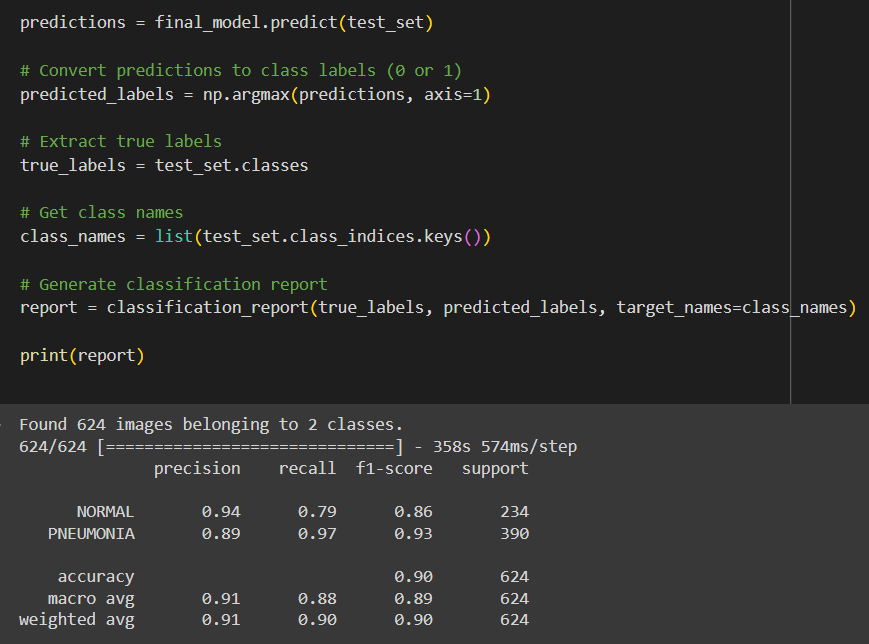 predictions = final_model.predict(test_set)
# Convert predictions to class labels (0 or 1)
predicted_labels = np.argmax(predictions, axis=1)
# Extract true labels
true_labels = test_set.classes
# Get class names
class_names = list(test_set.class_indices.keys())
# Generate classification report
report = classification_report(true_labels, predicted_labels, target_names=class_names)
print(report)
Found 624 images belonging to 2 classes.
624/624 [==============================] - 358s 574ms/step
precision recall f1-score support
NORMAL 0.94 0.79 0.86 234
PNEUMONIA 0.89 0.97 0.93 390
accuracy 0.90 624
macro avg 0.91 0.88 0.89 624
weighted avg 0.91 0.90 0.90 624